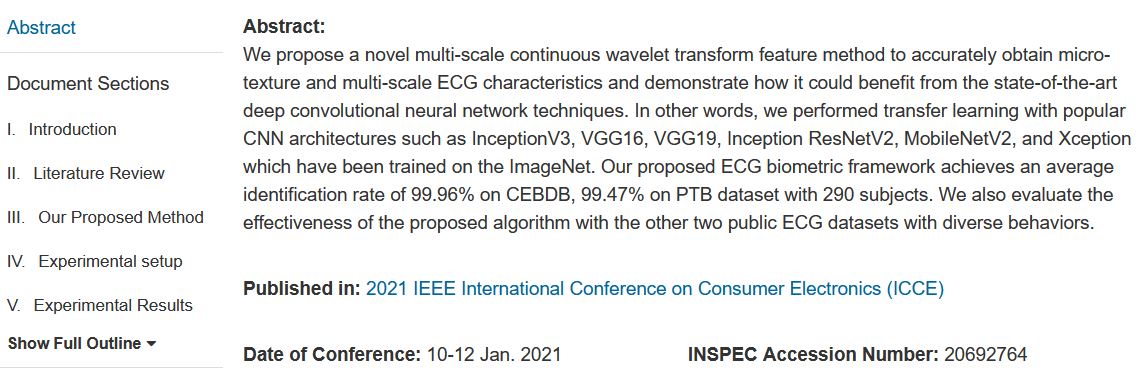 Abstract
Document Sections
I. Introduction
II. Literature Review
III. Our Proposed Method
IV. Experimental setup
V. Experimental Results
Show Full Outline
Abstract:
We propose a novel multi-scale continuous wavelet transform feature method to accurately obtain micro-
texture and multi-scale ECG characteristics and demonstrate how it could benefit from the state-of-the-art
deep convolutional neural network techniques. In other words, we performed transfer learning with popular
CNN architectures such as InceptionV3, VGG16, VGG19, Inception ResNetV2, MobileNetV2, and Xception
which have been trained on the ImageNet. Our proposed ECG biometric framework achieves an average
identification rate of 99.96% on CEBDB, 99.47% on PTB dataset with 290 subjects. We also evaluate the
effectiveness of the proposed algorithm with the other two public ECG datasets with diverse behaviors.
Published in: 2021 IEEE International Conference on Consumer Electronics (ICCE)
Date of Conference: 10-12 Jan. 2021
INSPEC Accession Number: 20692764